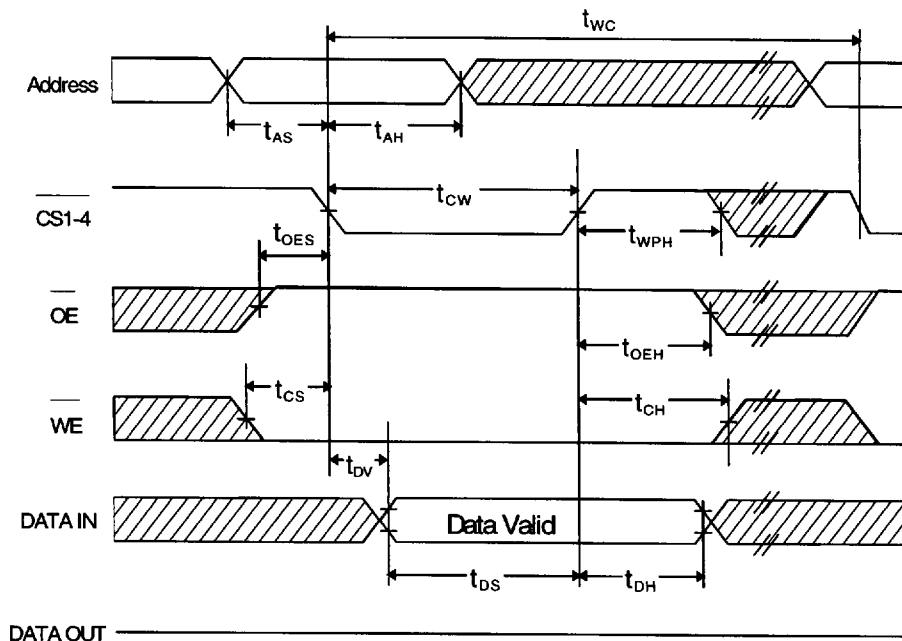 tWC
Address
tAS
tAH
CS1-4
tCW
tWPH
tOES
OE
tOEH
tCS
tCH
WE
tDV
DATA IN
Data Valid
tDS
tDH
DATA OUT